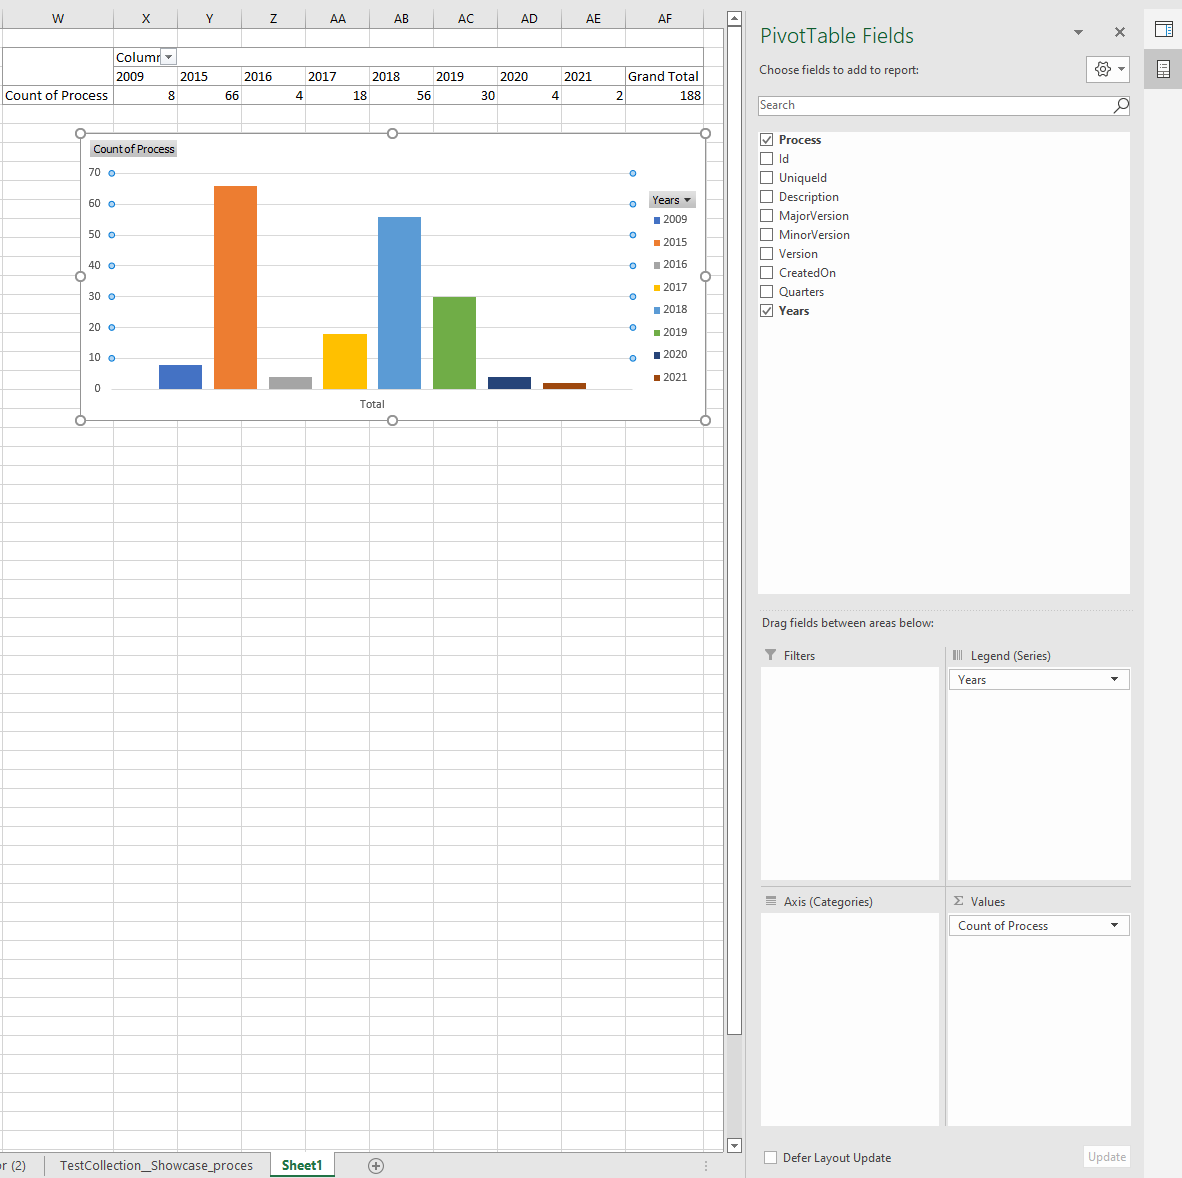 W X Y Z AA AB AC AD AE AF
Column
2009 2015 2016 2017 2018 2019 2020 2021 Grand Total
Count of Process 8 66 4 18 56 30 4 2 188
Count of Process
70
60
50
40
30
20
10
0
Total
Years
2009
2015
2016
2017
2018
2019
2020
2021
PivotTable Fields
Choose fields to add to report:
Search
Process
Id
UniqueId
Description
MajorVersion
MinorVersion
Version
CreatedOn
Quarters
Years
Drag fields between areas below:
Filters
Legend (Series)
Years
Axis (Categories)
Σ Values
Count of Process
Defer Layout Update
Update
or (2)
TestCollection__Showcase_proces
Sheet1